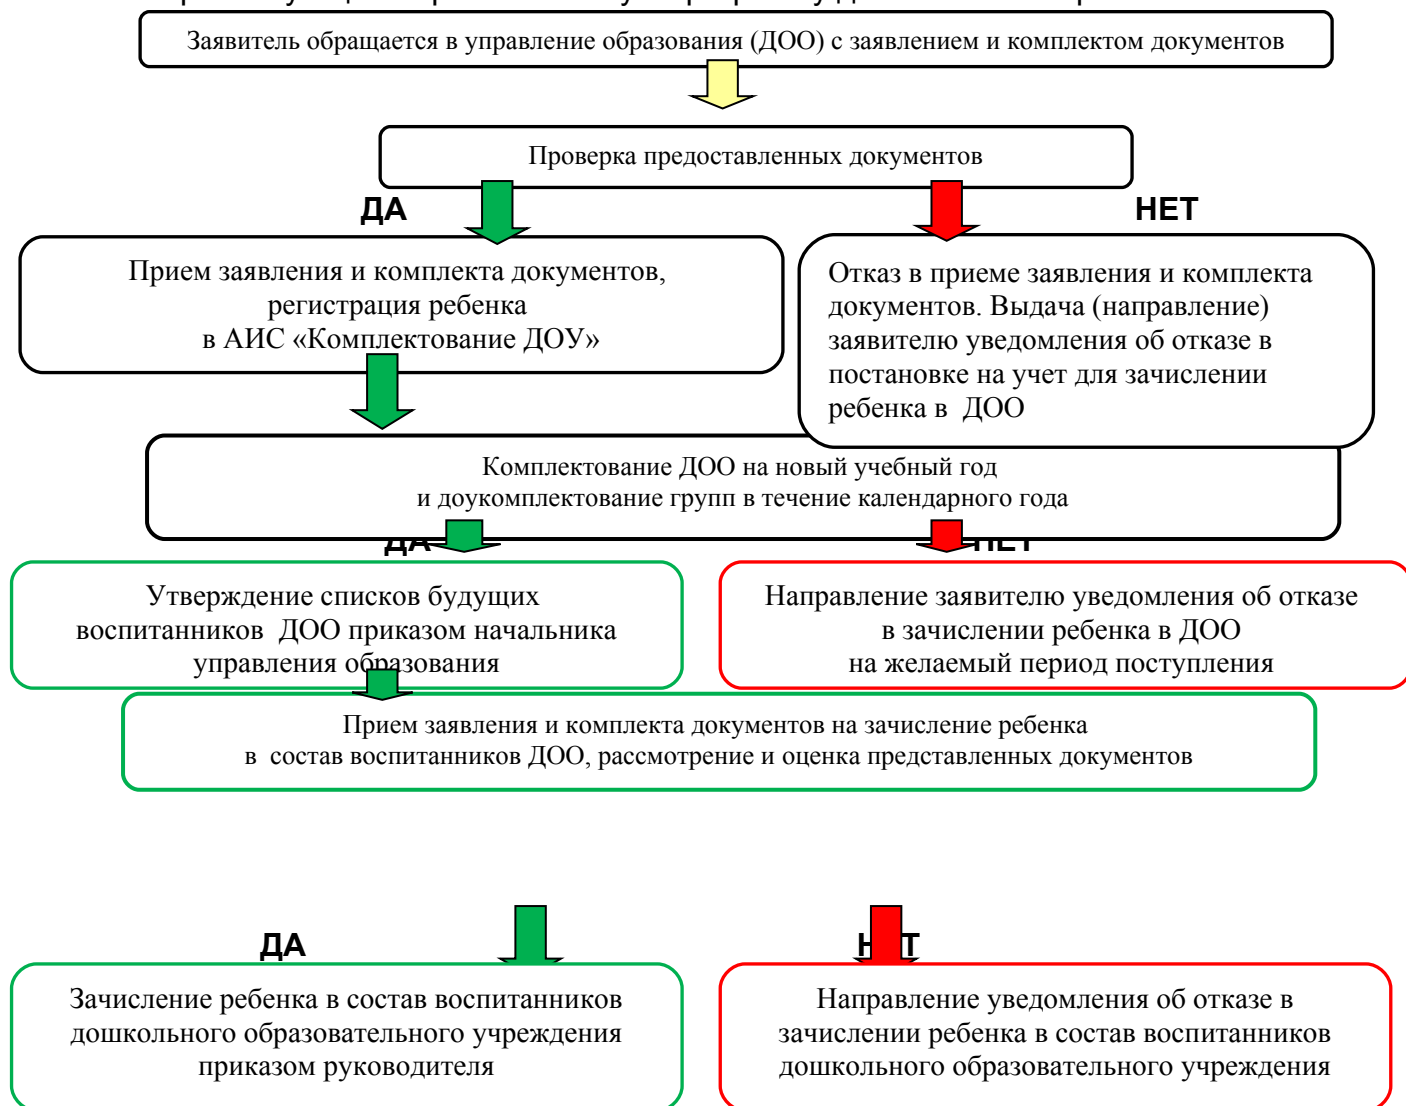 Заявитель обращается в управление образования (ДОО) с заявлением и комплектом документов
Проверка предоставленных документов
ДА
НЕТ
Прием заявления и комплекта документов,
регистрация ребенка
в АИС «Комплектование ДОУ»
Отказ в приеме заявления и комплекта
документов. Выдача (направление)
заявителю уведомления об отказе в
постановке на учет для зачислении
ребенка в ДОО
Комплектование ДОО на новый учебный год
и доукомплектование групп в течение календарного года
ДА
НЕТ
Утверждение списков будущих
воспитанников ДОО приказом начальника
управления образования
Направление заявителю уведомления об отказе
в зачислении ребенка в ДОО
на желаемый период поступления
Прием заявления и комплекта документов на зачисление ребенка
в состав воспитанников ДОО, рассмотрение и оценка представленных документов
ДА
НЕТ
Зачисление ребенка в состав воспитанников
дошкольного образовательного учреждения
приказом руководителя
Направление уведомления об отказе в
зачислении ребенка в состав воспитанников
дошкольного образовательного учреждения